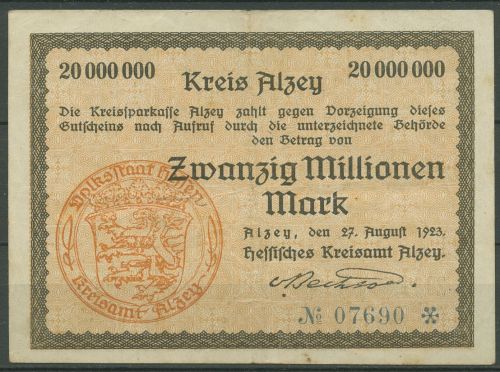 20 000 000 Kreis Alzey 20 000 000
Die Kreissparkasse Alzey zahlt gegen Vorzeigung dieses
Gutscheins nach Aufruf durch die unterzeichnete Behörde
den Betrag von
Zwanzig Millionen
Mark
Alzey, den 27. August 1923.
Hessisches Kreisamt Alzey.
№ 07690
Volksstaat Hessen
Kreisamt Alzey